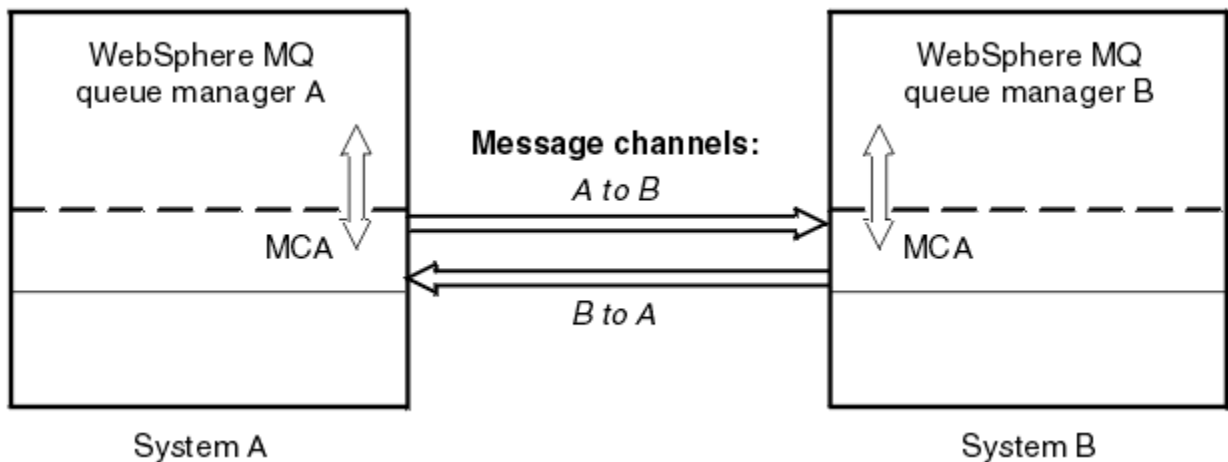 WebSphere MQ
queue manager A
WebSphere MQ
queue manager B
Message channels:
A to B
MCA
MCA
B to A
System A
System B